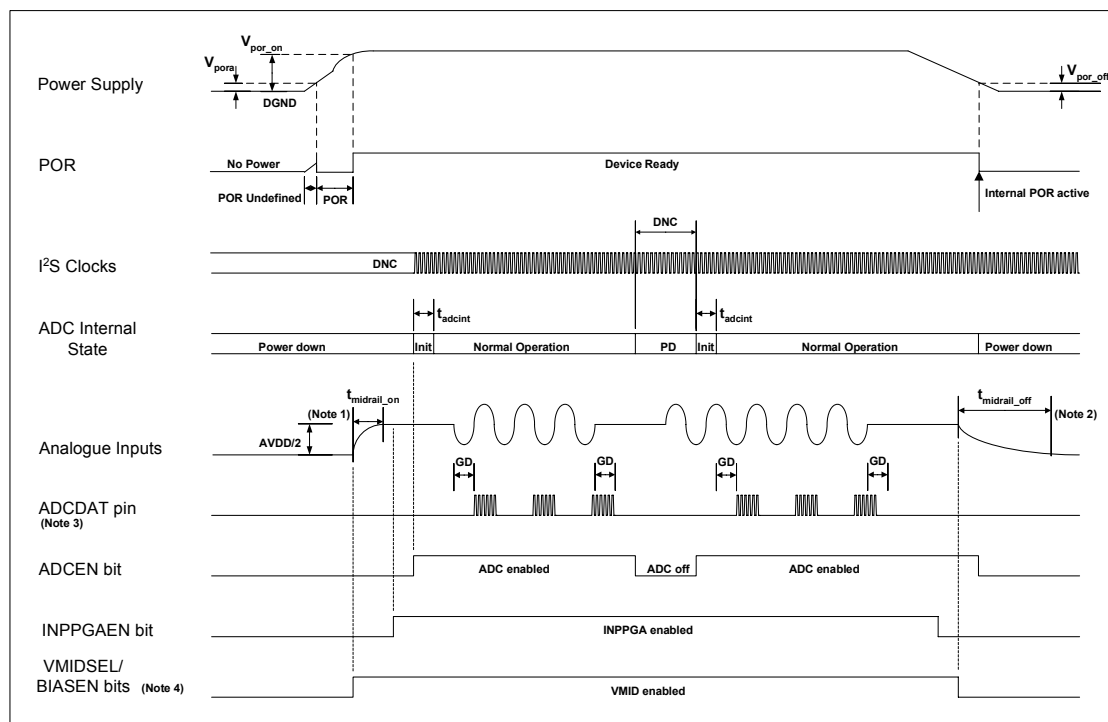 V_por_on
V_pora
Power Supply
V_por_off
DGND
POR
No Power
Device Ready
POR Undefined
POR
Internal POR active
DNC
I²S Clocks
DNC
t_adcint
t_adcint
ADC Internal
State
Power down
Init
Normal Operation
PD
Init
Normal Operation
Power down
t_midrail_on
t_midrail_off
(Note 1)
(Note 2)
AVDD/2
Analogue Inputs
GD
GD
GD
GD
ADCDAT pin
(Note 3)
ADCEN bit
ADC enabled
ADC off
ADC enabled
INPPGAEN bit
INPPGA enabled
VMIDSEL/
BIASEN bits (Note 4)
VMID enabled